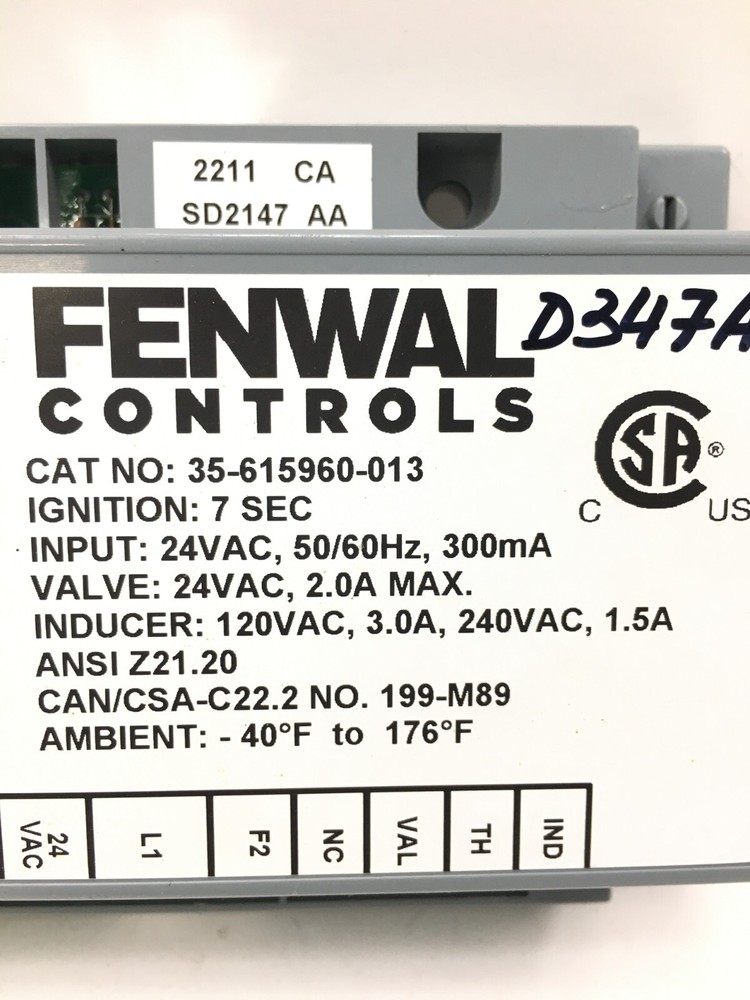 2211 CA
SD2147 AA
FENWAL D347A
CONTROLS
CSA ®
C US
CAT NO: 35-615960-013
IGNITION: 7 SEC
INPUT: 24VAC, 50/60Hz, 300mA
VALVE: 24VAC, 2.0A MAX.
INDUCER: 120VAC, 3.0A, 240VAC, 1.5A
ANSI Z21.20
CAN/CSA-C22.2 NO. 199-M89
AMBIENT: - 40°F to 176°F
24 VAC
L1
F2
NC
VAL
TH
IND